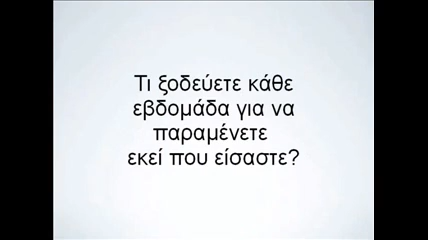 Τι ξοδεύετε κάθε
εβδομάδα για να
παραμένετε
εκεί που είσαστε?